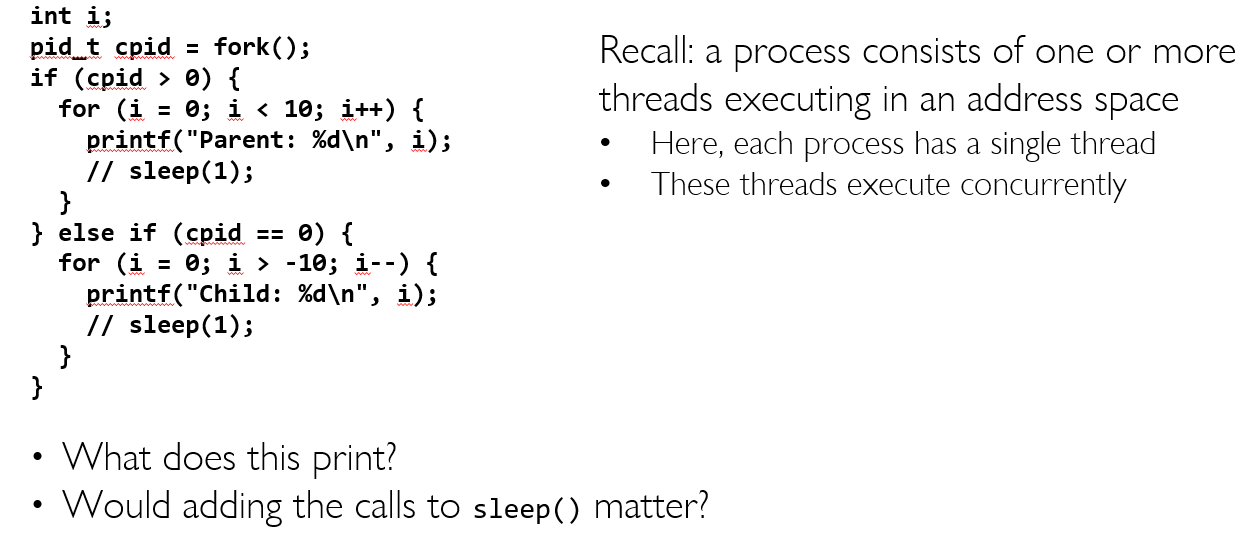 int i;
pid_t cpid = fork();
if (cpid > 0) {
  for (i = 0; i < 10; i++) {
    printf("Parent: %d\n", i);
    // sleep(1);
  }
} else if (cpid == 0) {
  for (i = 0; i > -10; i--) {
    printf("Child: %d\n", i);
    // sleep(1);
  }
}
Recall: a process consists of one or more
threads executing in an address space
• Here, each process has a single thread
• These threads execute concurrently
• What does this print?
• Would adding the calls to sleep() matter?